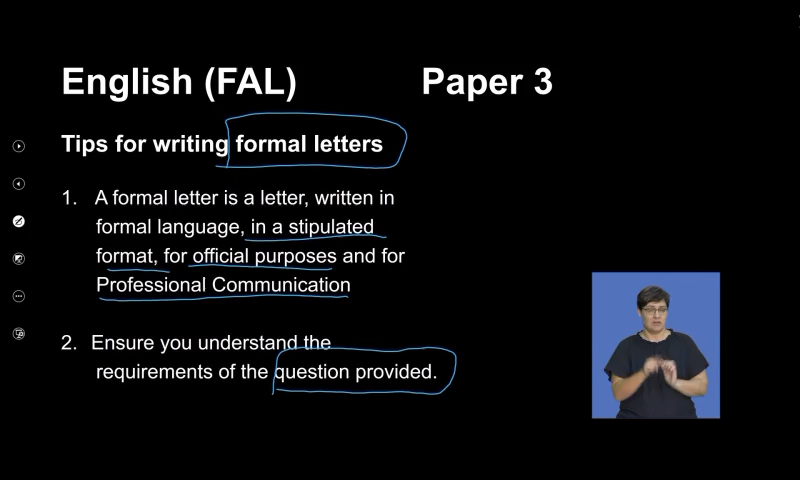 English (FAL) Paper 3
Tips for writing formal letters
1. A formal letter is a letter, written in
formal language, in a stipulated
format, for official purposes and for
Professional Communication
2. Ensure you understand the
requirements of the question provided.